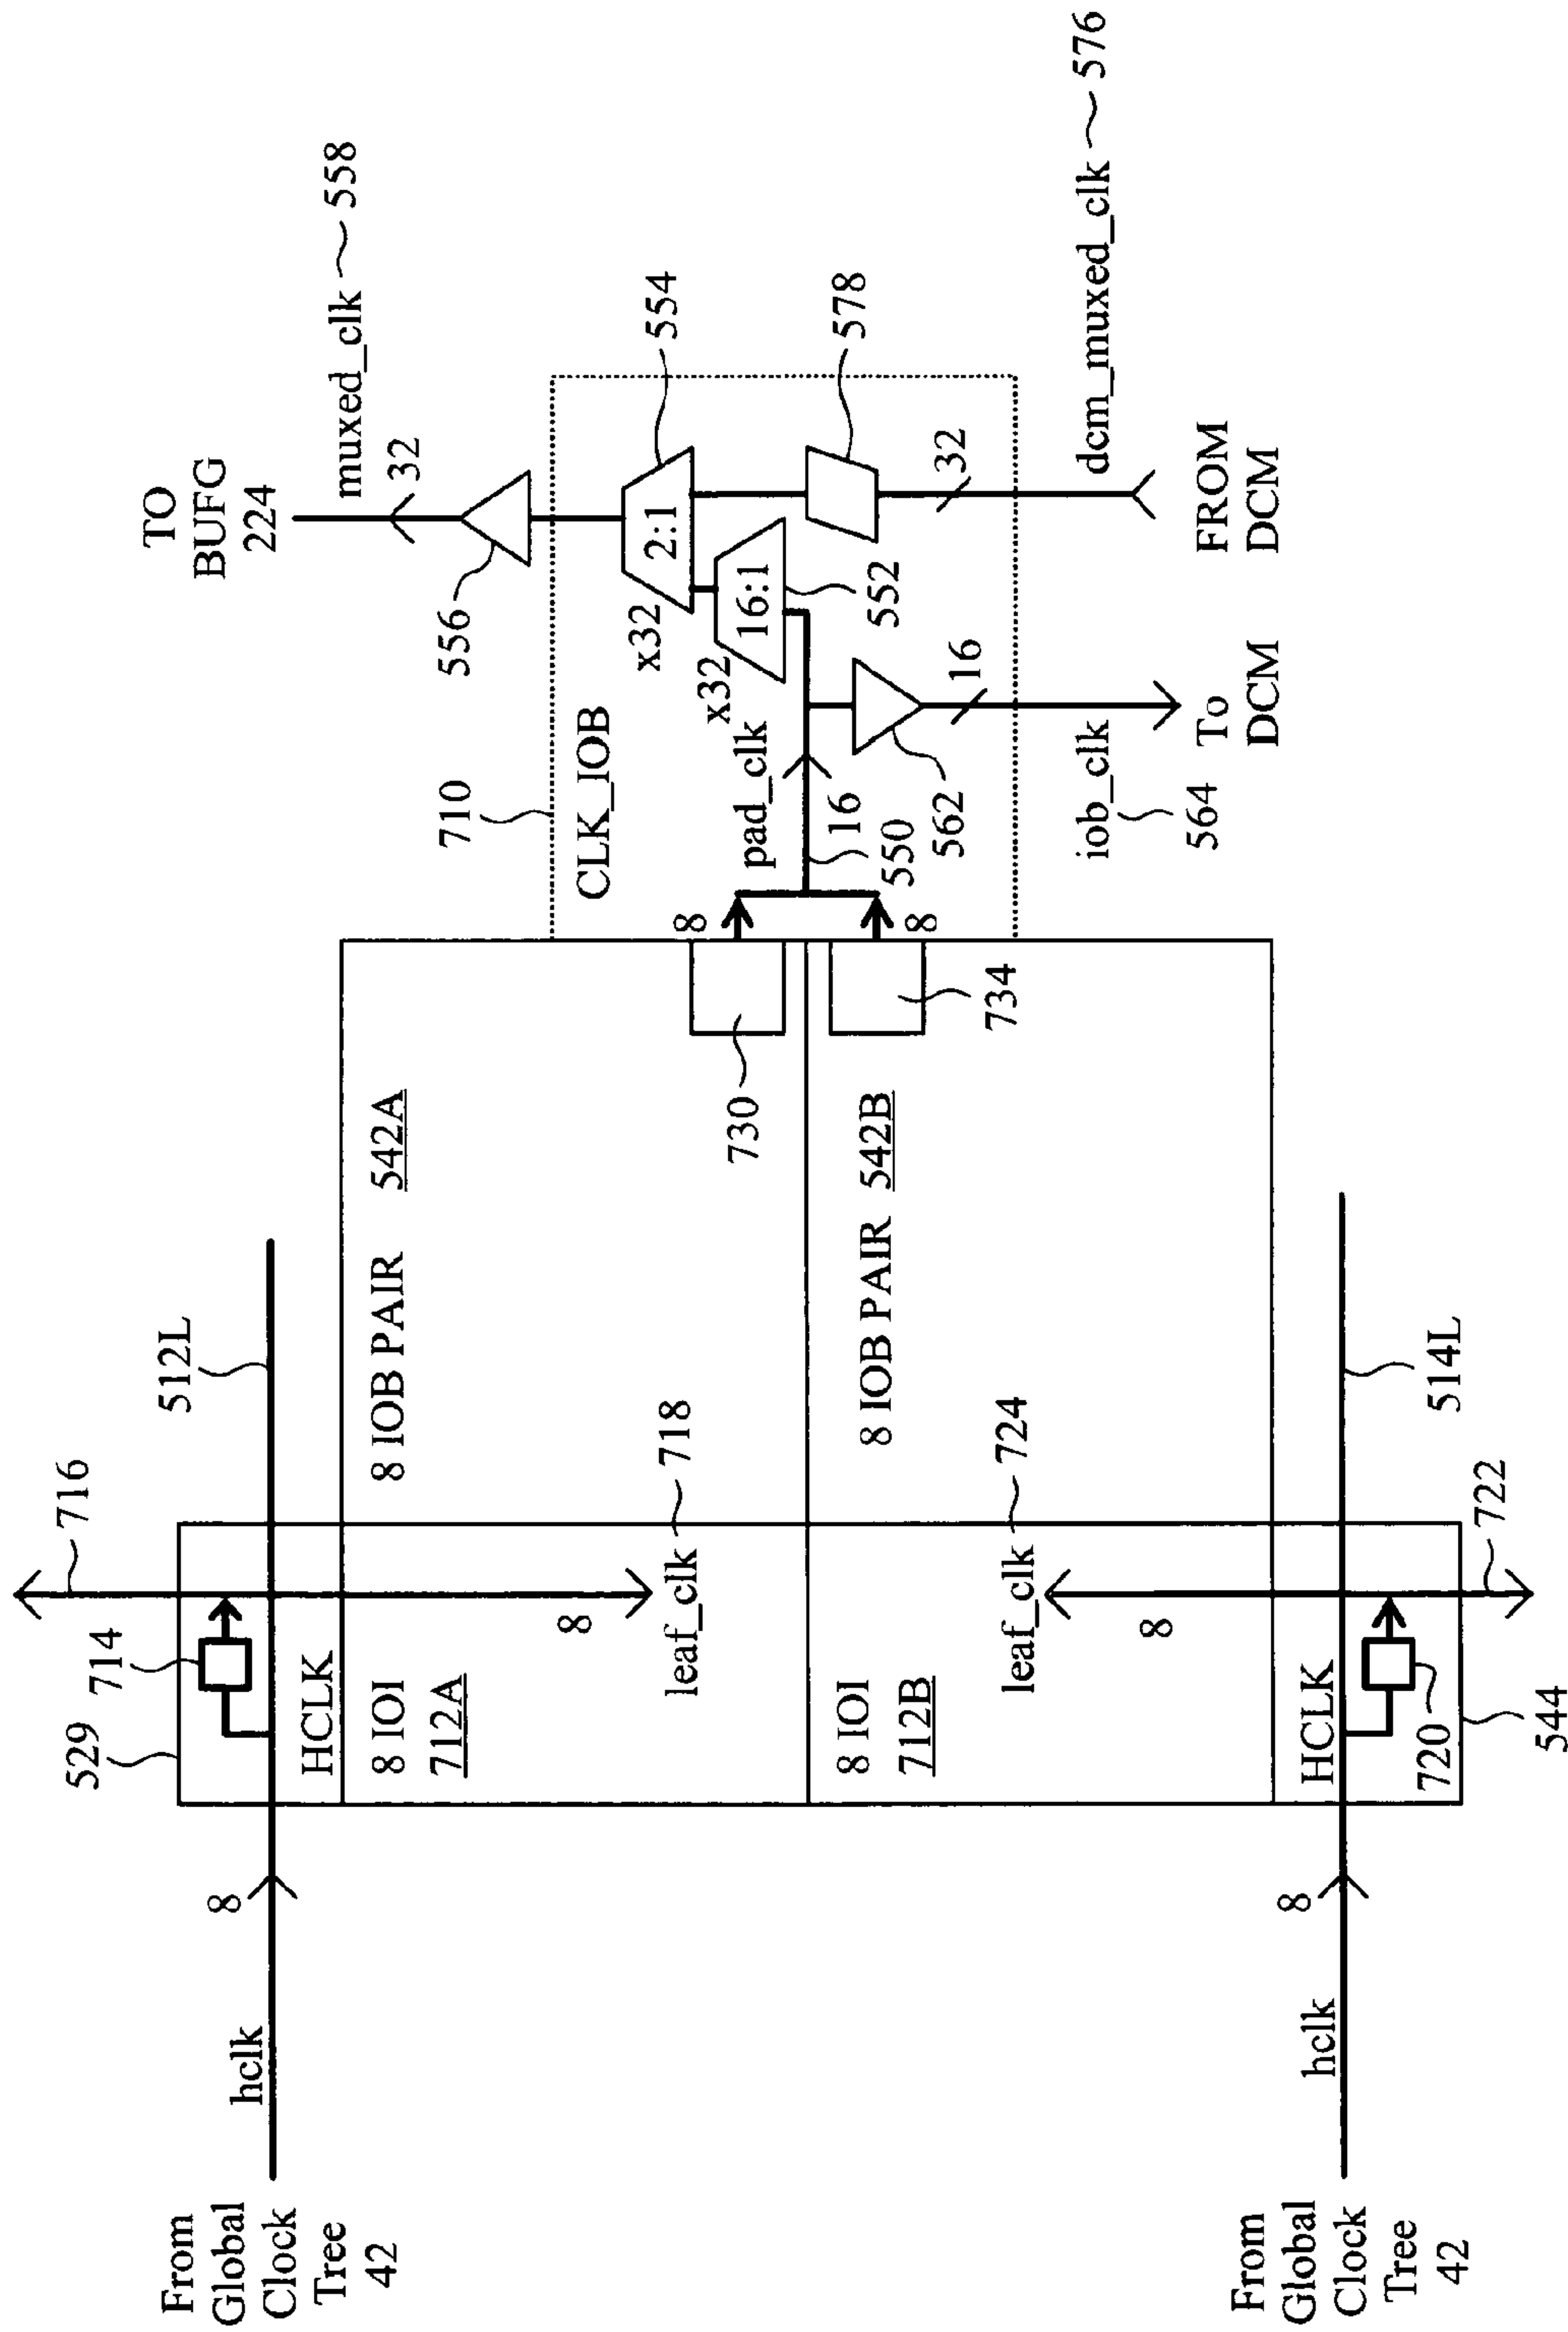 TO
BUFG
224
muxed_clk
558
32
556
554
2:1
x32
16:1
x32
552
578
32
dcm_muxed_clk
576
FROM
DCM
710
CLK_IOB
pad_clk
16
550
562
16
iob_clk
564
To
DCM
8
8
730
734
8 IOB PAIR
542A
8 IOB PAIR
542B
512L
514L
716
714
529
HCLK
8 IOI
712A
8
leaf_clk
718
8 IOI
712B
leaf_clk
724
8
HCLK
720
722
544
8
hclk
From
Global
Clock
Tree
42
8
hclk
From
Global
Clock
Tree
42